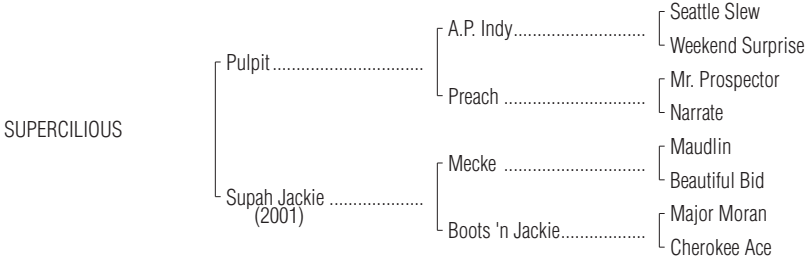 Seattle Slew
A.P. Indy..............................
Weekend Surprise
Pulpit..................................
Mr. Prospector
Preach ................................
Narrate
SUPERCILIOUS
Maudlin
Mecke ................................
Beautiful Bid
Supah Jackie .....................
(2001)
Major Moran
Boots 'n Jackie...................
Cherokee Ace